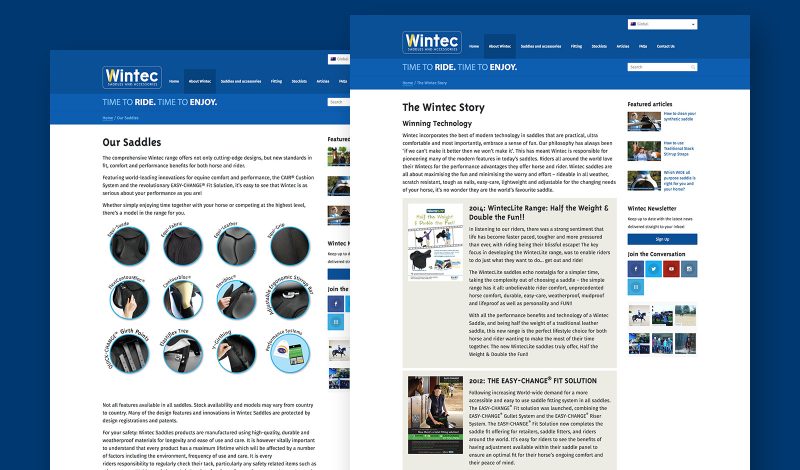 Wintec
SADDLES AND ACCESSORIES
Global
Home
About Wintec
Saddles and accessories
Fitting
Stockists
Articles
FAQs
TIME TO RIDE. TIME TO ENJOY.
Search
Home / Our Saddles
Our Saddles
The comprehensive Wintec range offers not only cutting-edge designs, but new standards in
fit, comfort and performance benefits for both horse and rider.
Featuring world-leading innovations for equine comfort and performance, the CAIR® Cushion
System and the revolutionary EASY-CHANGE® Fit Solution, it's easy to see that Wintec is as
serious about your performance as you are!
Whether simply enjoying time together with your horse or competing at the highest level,
there's a model in the range for you.
Adjustable Ergonomic Stirrup Bar
QUICK-CHANGE™ Girth Points
DuraFlex Tree
V-Girthing
Performance Systems
Not all features available in all saddles. Stock availability and models may vary from country
to country. Many of the design features and innovations in Wintec Saddles are protected by
design registrations and patents.
For your safety: Wintec Saddles products are manufactured using high-quality, durable and
weatherproof materials for longevity and ease of use and care. It is however vitally important
to understand that every product has a maximum lifetime which will be affected by a number
of factors including the environment, frequency of use and care. It is every
riders responsibility to regularly check their tack, particularly any safety related items such as
Featured
Wintec N
Keep up to da
delivered strai
Join the
Wintec
SADDLES AND ACCESSORIES
Global
Home
About Wintec
Saddles and accessories
Fitting
Stockists
Articles
FAQs
Contact Us
TIME TO RIDE. TIME TO ENJOY.
Search
Home / The Wintec Story
The Wintec Story
Winning Technology
Wintec incorporates the best of modern technology in saddles that are practical, ultra
comfortable and most importantly, embrace a sense of fun. Our philosophy has always been
'if we can't make it better then we won't make it'. This has meant Wintec is responsible for
pioneering many of the modern features in today's saddles. Riders all around the world love
their Wintecs for the performance advantages they offer horse and rider. Wintec saddles are
all about maximising the fun and minimising the worry and effort – rideable in all weather,
scratch resistant, tough as nails, easy-care, lightweight and adjustable for the changing needs
of your horse, it's no wonder they are the world's favourite saddle.
Half the Weight
& Double the Fun!
2014: WintecLite Range: Half the Weight &
Double the Fun!!
In listening to our riders, there was a strong sentiment that
life has become faster paced, tougher and more pressured
than ever, with riding being their blissful escape! The key
focus in developing the WintecLite range, was to enable riders
to do just what they want to do... get out and ride!
The WintecLite saddles echo nostalgia for a simpler time,
taking the complexity out of choosing a saddle – the simple
range has it all: unbelievable rider comfort, unprecedented
horse comfort, durable, easy-care, weatherproof, mudproof
and lifeproof as well as personality and FUN!!
With all the performance benefits and technology of a Wintec
Saddle, and being half the weight of a traditional leather
saddle, this new range is the perfect lifestyle choice for both
horse and rider wanting to make the most of their time
together. The new WintecLite saddles truly offer, Half the
Weight & Double the Fun!!
2012: THE EASY-CHANGE® FIT SOLUTION
Following increasing World-wide demand for a more
accessible and easy to use saddle fitting system in all saddles.
The EASY-CHANGE® Fit solution was launched, combining the
EASY-CHANGE® Gullet System and the EASY-CHANGE® Riser
System. The EASY-CHANGE® Fit Solution now completes the
saddle fit offering for retailers, saddle fitters, and riders
around the world. It's easy for riders to see the benefits of
having adjustment available within their saddle panel to
ensure an optimal fit for their horse's ongoing comfort and
their peace of mind.
Featured articles
How to clean your
synthetic saddle
How to use
Traditional Stock
Stirrup Straps
Which WIDE all
purpose saddle is
right for you and
your horse?
Wintec Newsletter
Keep up to date with the latest news
delivered straight to your inbox!
Sign Up
Join the Conversation